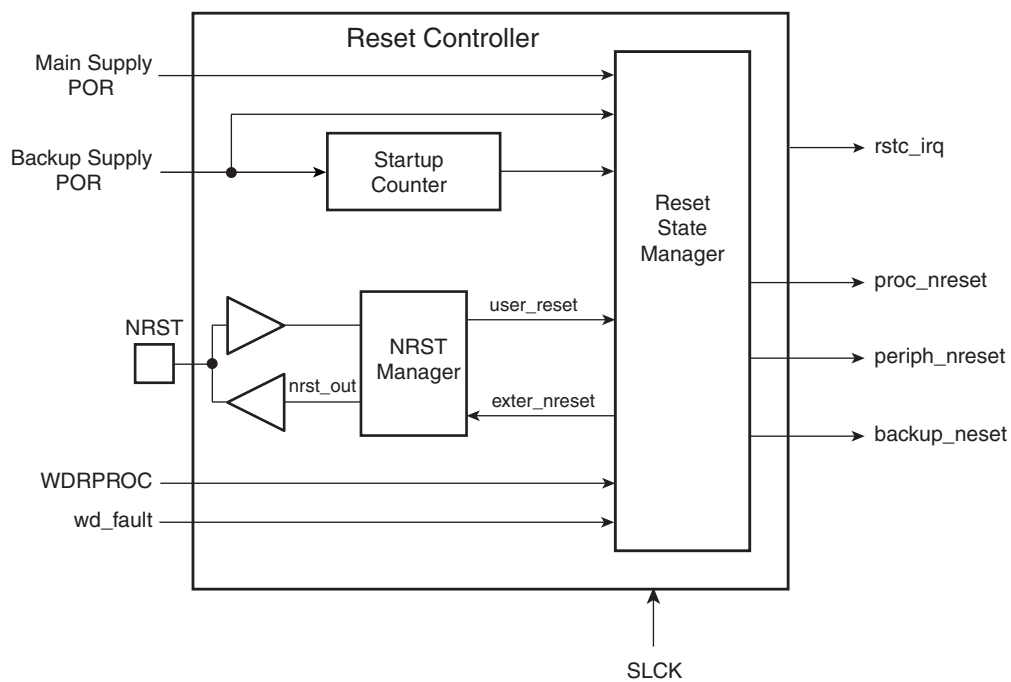 Reset Controller
Main Supply
POR
Backup Supply
POR
Startup
Counter
rstc_irq
Reset
State
Manager
proc_nreset
NRST
user_reset
NRST
Manager
nrst_out
exter_nreset
periph_nreset
backup_neset
WDRPROC
wd_fault
SLCK